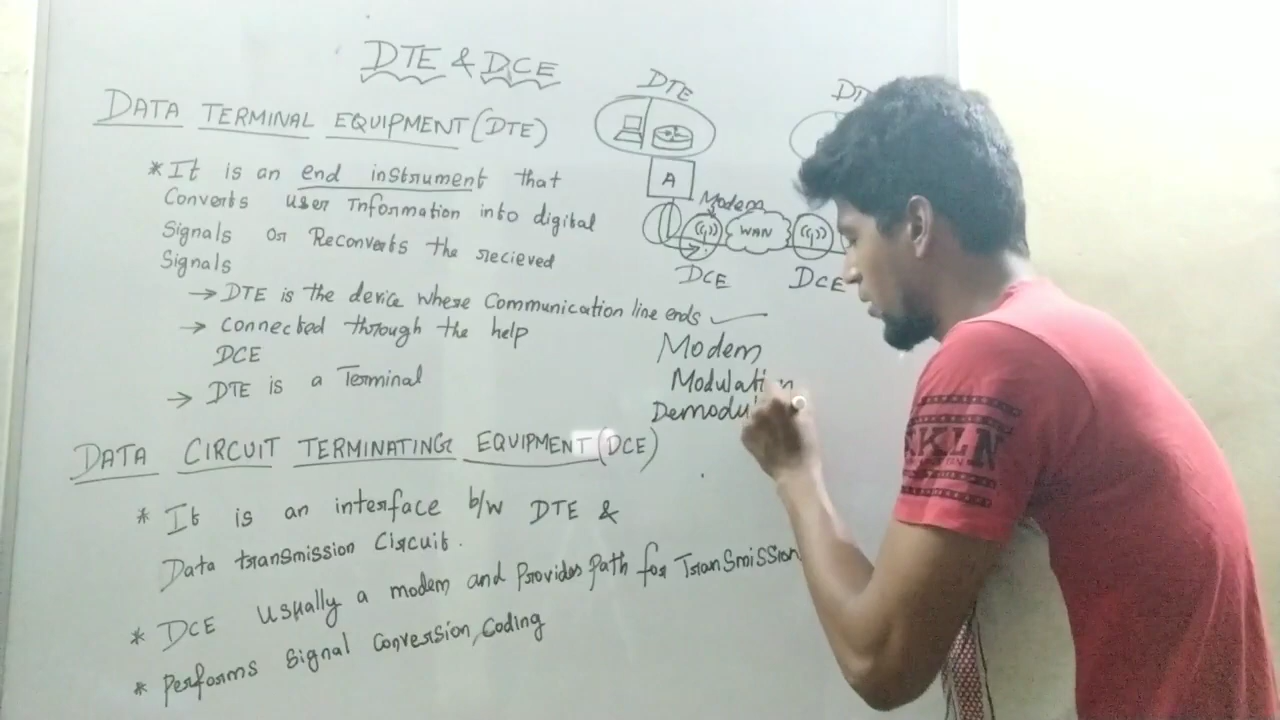 DTE & DCE
DATA TERMINAL EQUIPMENT (DTE)
* It is an end instrument that
Converts user Information into digital
Signals or Reconverts the recieved
Signals
→ DTE is the device where Communication line ends
→ connected through the help
DCE
→ DTE is a Terminal
DATA CIRCUIT TERMINATING EQUIPMENT (DCE)
* It is an interface b/w DTE &
Data transmission Circuit.
* DCE usually a modem and Provides Path for Transmission
* Performs Signal Conversion, Coding
DTE
A
Modem
WAN
DCE
DCE
Modem